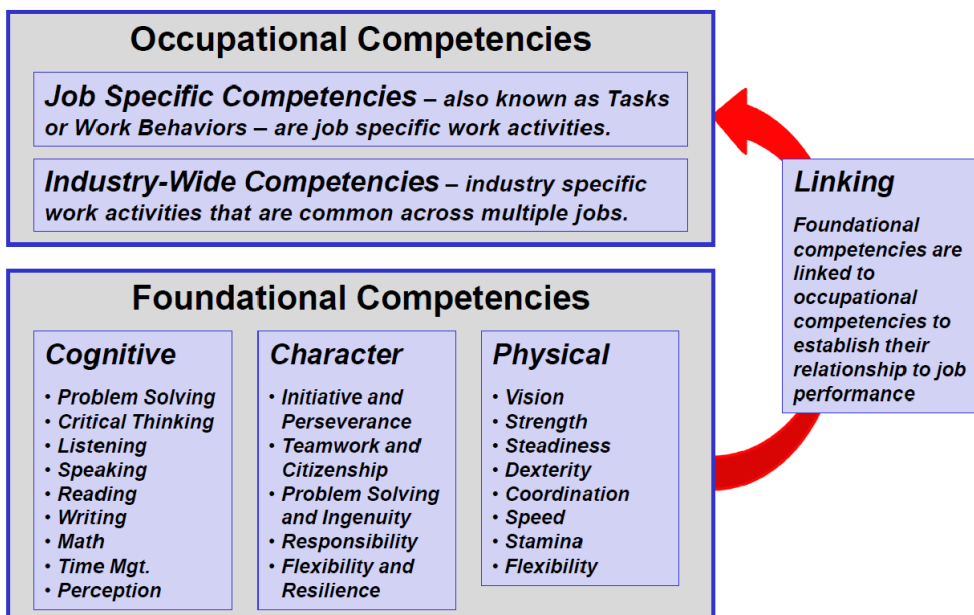 Occupational Competencies
Job Specific Competencies – also known as Tasks
or Work Behaviors – are job specific work activities.
Industry-Wide Competencies – industry specific
work activities that are common across multiple jobs.
Linking
Foundational
competencies are
linked to
occupational
competencies to
establish their
relationship to job
performance
Foundational Competencies
Cognitive
• Problem Solving
• Critical Thinking
• Listening
• Speaking
• Reading
• Writing
• Math
• Time Mgt.
• Perception
Character
• Initiative and
Perseverance
• Teamwork and
Citizenship
• Problem Solving
and Ingenuity
• Responsibility
• Flexibility and
Resilience
Physical
• Vision
• Strength
• Steadiness
• Dexterity
• Coordination
• Speed
• Stamina
• Flexibility